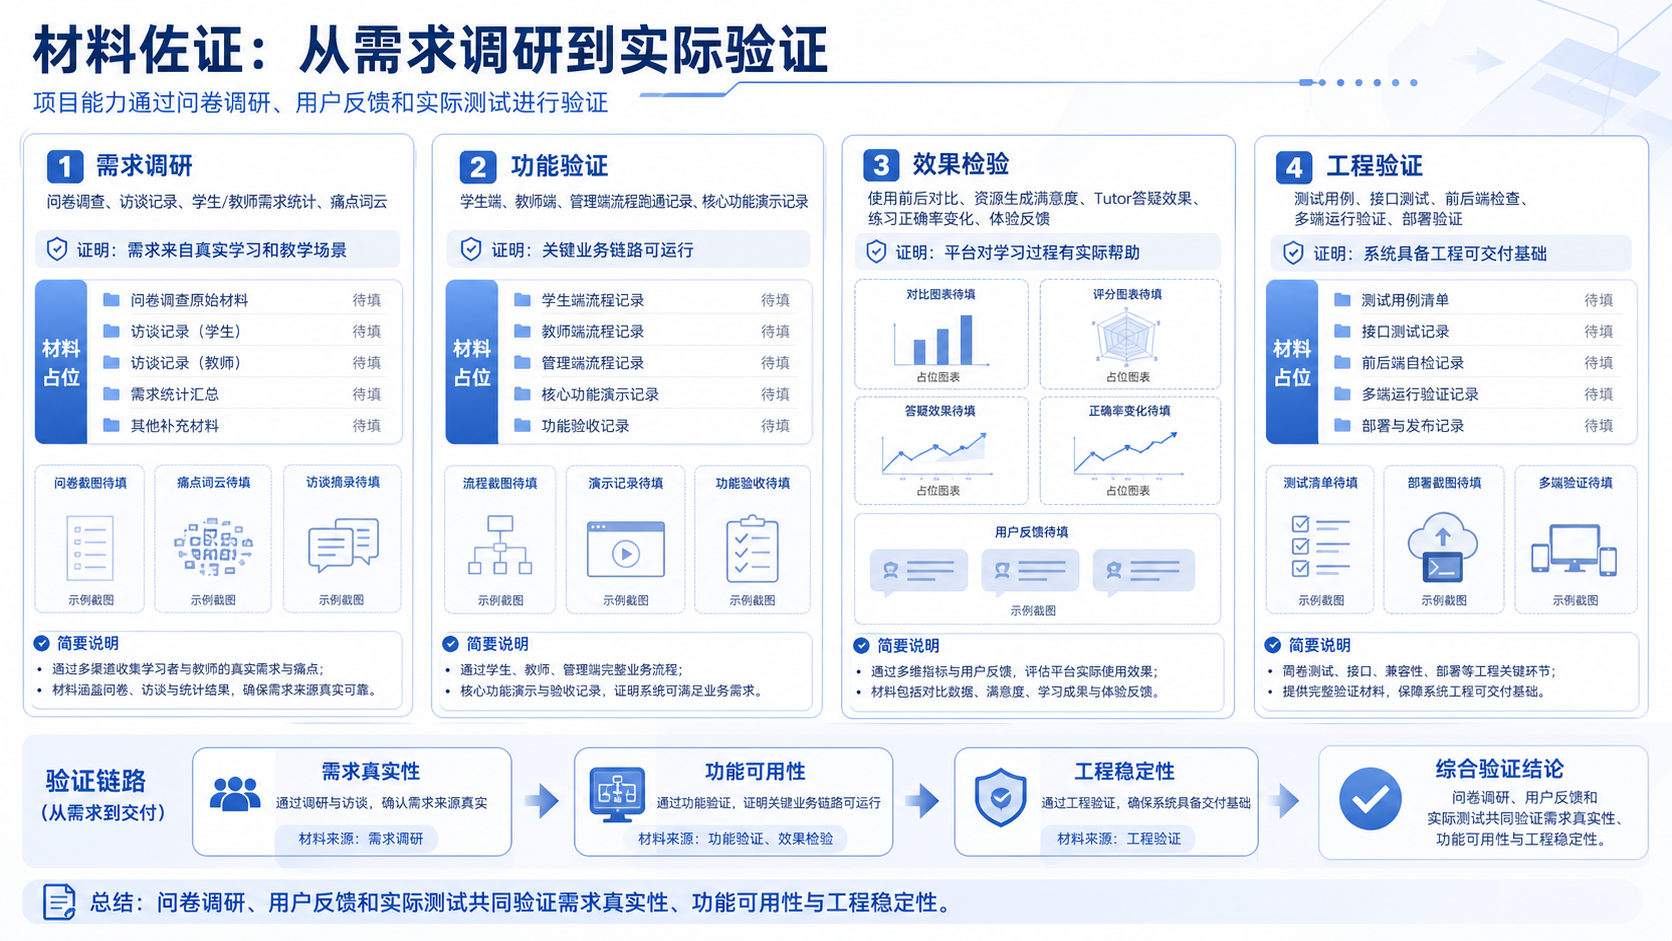 材料佐证：从需求调研到实际验证
项目能力通过问卷调研、用户反馈和实际测试进行验证
1 需求调研
问卷调查、访谈记录、学生/教师需求统计、痛点词云
证明：需求来自真实学习和教学场景
材料
占位
问卷调查原始材料 待填
访谈记录（学生） 待填
访谈记录（教师） 待填
需求统计汇总 待填
其他补充材料 待填
问卷截图待填
示例截图
痛点词云待填
示例截图
访谈摘录待填
示例截图
简要说明
• 通过多渠道收集学习者与教师的真实需求与痛点；
• 材料涵盖问卷、访谈与统计结果，确保需求来源真实可靠。
2 功能验证
学生端、教师端、管理端流程跑通记录、核心功能演示记录
证明：关键业务链路可运行
材料
占位
学生端流程记录 待填
教师端流程记录 待填
管理端流程记录 待填
核心功能演示记录 待填
功能验收记录 待填
流程截图待填
示例截图
演示记录待填
示例截图
功能验收待填
示例截图
简要说明
• 通过学生、教师、管理端完整业务流程；
• 核心功能演示与验收记录，证明系统可满足业务需求。
3 效果检验
使用前后对比、资源生成满意度、Tutor答疑效果、
练习正确率变化、体验反馈
证明：平台对学习过程有实际帮助
对比图表待填
占位图表
评分图表待填
占位图表
答疑效果待填
占位图表
正确率变化待填
占位图表
用户反馈待填
示例截图
简要说明
• 通过多维指标与用户反馈，评估平台实际使用效果；
• 材料包括对比数据、满意度、学习成果与体验反馈。
4 工程验证
测试用例、接口测试、前后端检查、
多端运行验证、部署验证
证明：系统具备工程可交付基础
材料
占位
测试用例清单 待填
接口测试记录 待填
前后端自检记录 待填
多端运行验证记录 待填
部署与发布记录 待填
测试清单待填
示例截图
部署截图待填
示例截图
多端验证待填
示例截图
简要说明
• 卷测试、接口、兼容性、部署等工程关键环节；
• 提供完整验证材料，保障系统工程可交付基础。
验证链路
（从需求到交付）
需求真实性
通过调研与访谈，确认需求来源真实
材料来源：需求调研
功能可用性
通过功能验证，证明关键业务链路可运行
材料来源：功能验证、效果检验
工程稳定性
通过工程验证，确保系统具备交付基础
材料来源：工程验证
综合验证结论
问卷调研、用户反馈和
实际测试共同验证需求真实性、
功能可用性与工程稳定性。
总结：问卷调研、用户反馈和实际测试共同验证需求真实性、功能可用性与工程稳定性。